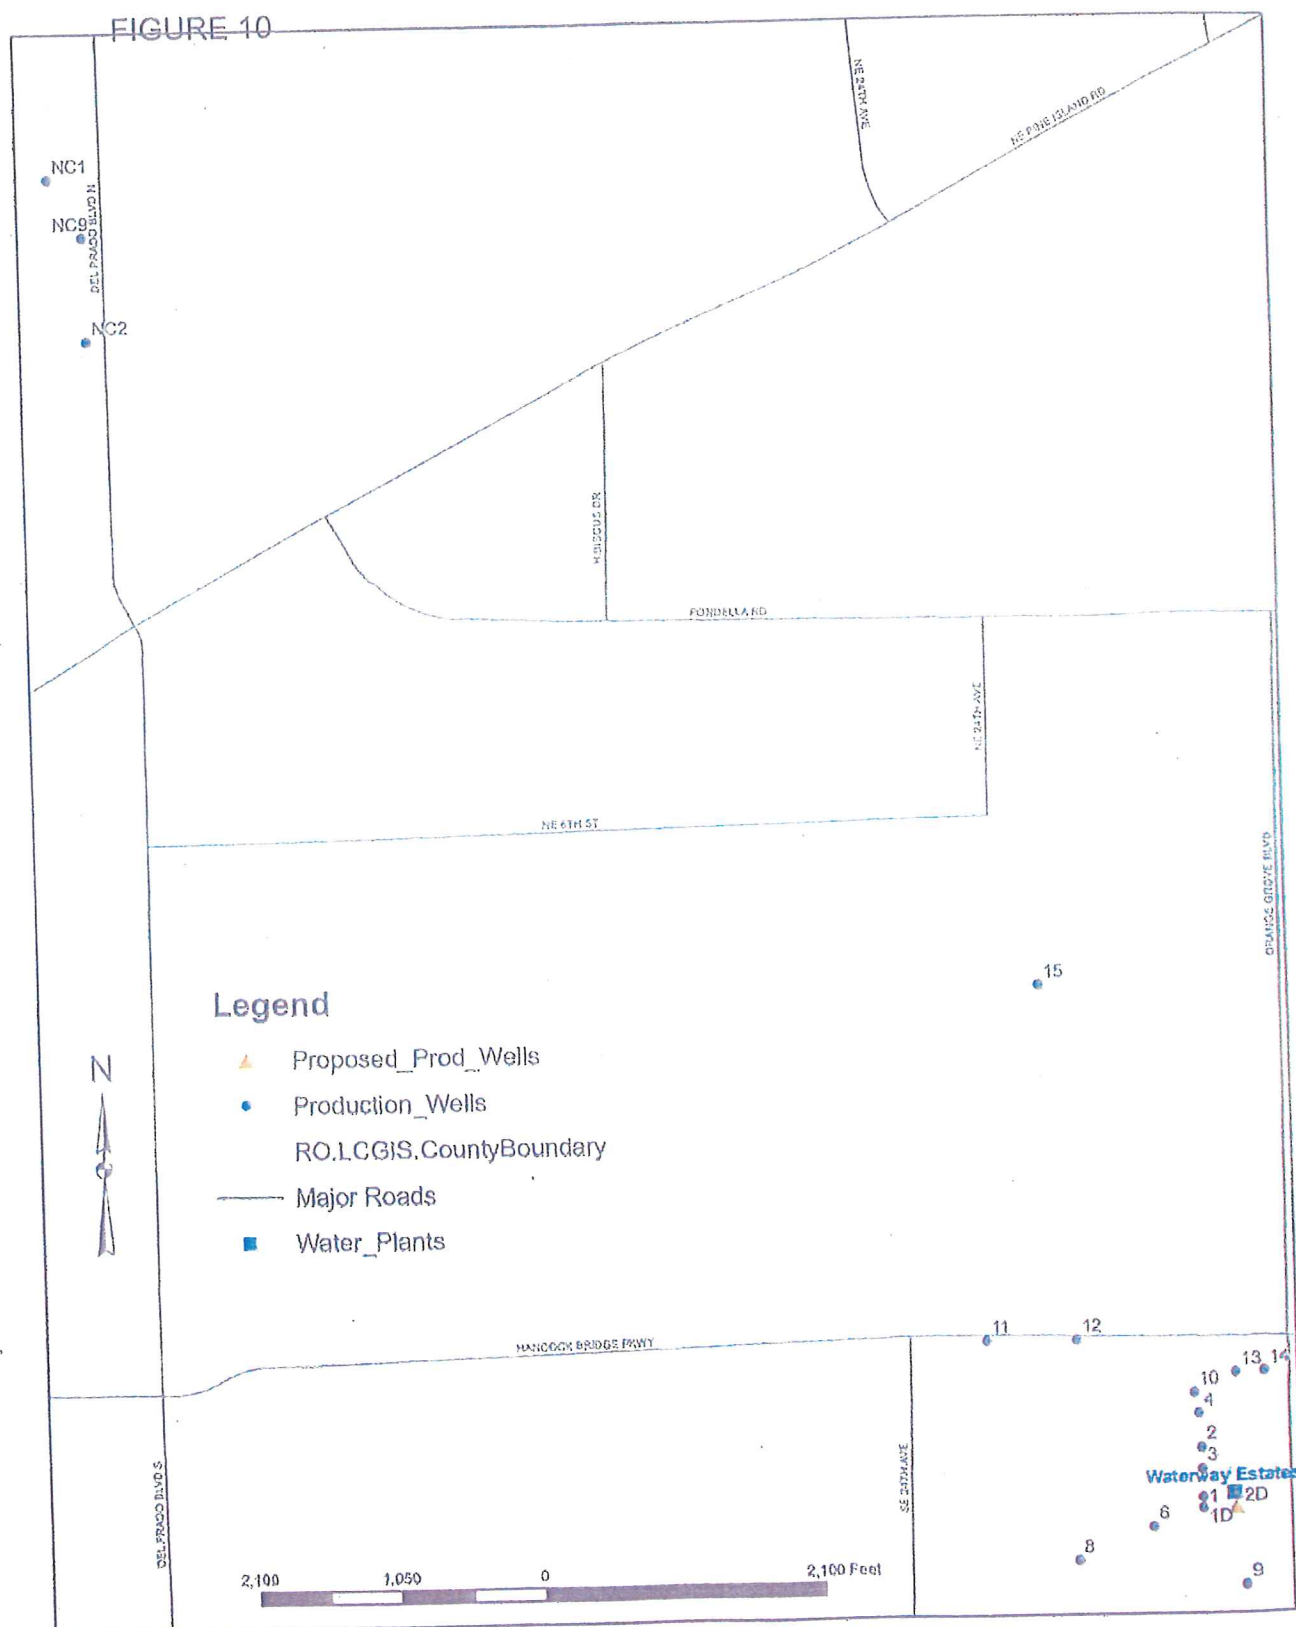 FIGURE 10
NE 24TH AVE
NE PINE ISLAND RD
NC1
NC9
DEL PRADO BLVD N
NC2
HIBISCUS DR
PONDELLA RD
NE 24TH AVE
NE 6TH ST
ORANGE GROVE BLVD
15
Legend
Proposed_Prod_Wells
Production_Wells
RO.LCGIS.CountyBoundary
Major Roads
Water_Plants
N
11
12
HANCOCK BRIDGE PKWY
13
14
10
4
2
3
Waterway Estates
1
2D
1D
6
8
9
SE 24TH AVE
DEL PRADO BLVD S
2,100
1,050
0
2,100 Feet